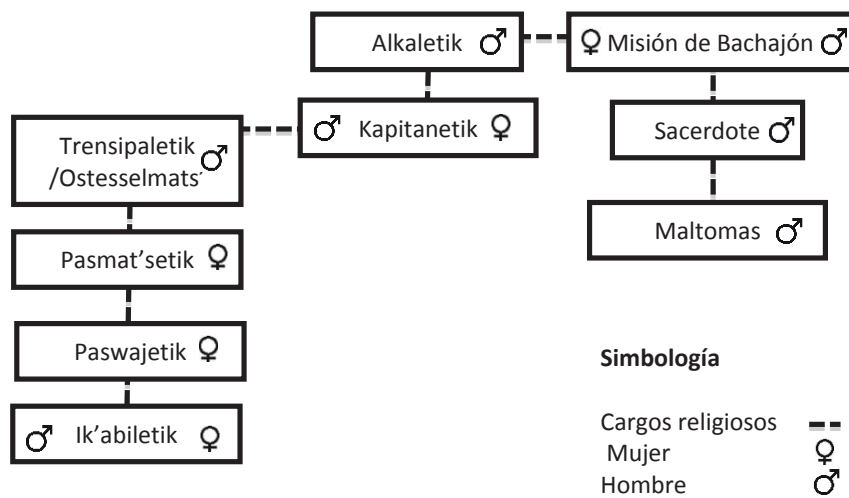 Alkaletik ♂
♀ Misión de Bachajón ♂
♂ Kapitanetik ♀
Trensipaletik ♂
/Ostesselmats'
Sacerdote ♂
Maltomas ♂
Pasmat'setik ♀
Paswajetik ♀
Ik'abiletik
♂ ♀
Simbología
Cargos religiosos
Mujer ♀
Hombre ♂